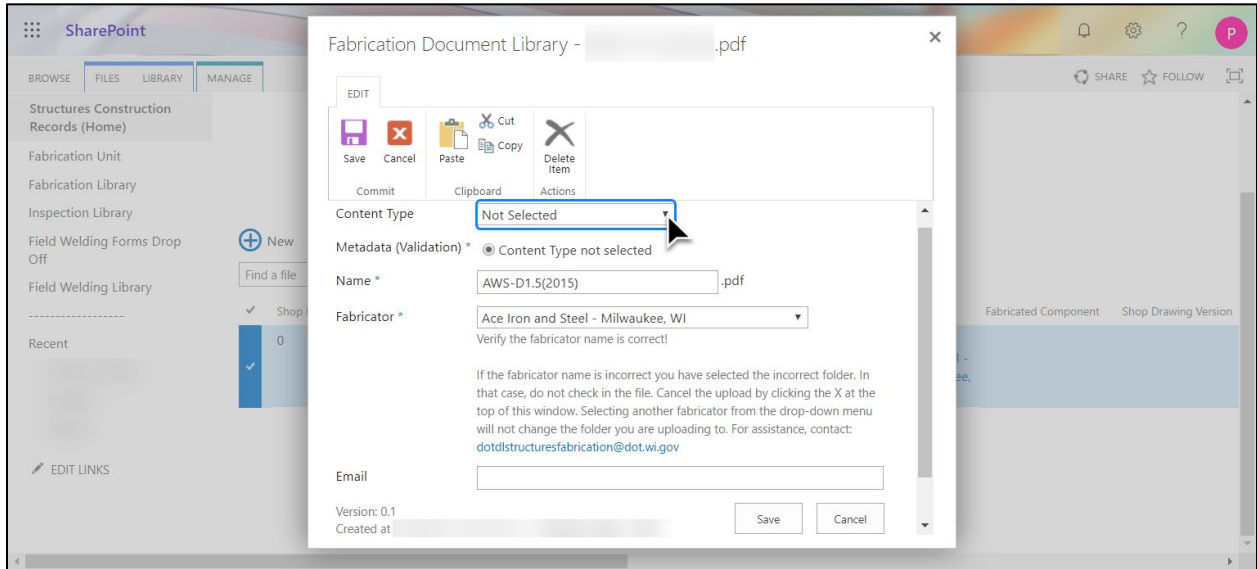 SharePoint
?
P
BROWSE FILES LIBRARY MANAGE
SHARE FOLLOW
Structures Construction
Records (Home)
Fabrication Unit
Fabrication Library
Inspection Library
Field Welding Forms Drop
Off
Field Welding Library
------------------
Recent
EDIT LINKS
New
Find a file
Shop
0
Fabricated Component Shop Drawing Version
Fabrication Document Library - .pdf
EDIT
Save Cancel Paste Cut
Copy
Delete
Item
Commit Clipboard Actions
Content Type Not Selected
Metadata (Validation) * Content Type not selected
Name * AWS-D1.5(2015) .pdf
Fabricator * Ace Iron and Steel - Milwaukee, WI
Verify the fabricator name is correct!
If the fabricator name is incorrect you have selected the incorrect folder. In
that case, do not check in the file. Cancel the upload by clicking the X at the
top of this window. Selecting another fabricator from the drop-down menu
will not change the folder you are uploading to. For assistance, contact:
dotdlstructuresfabrication@dot.wi.gov
Email
Version: 0.1
Created at
Save Cancel